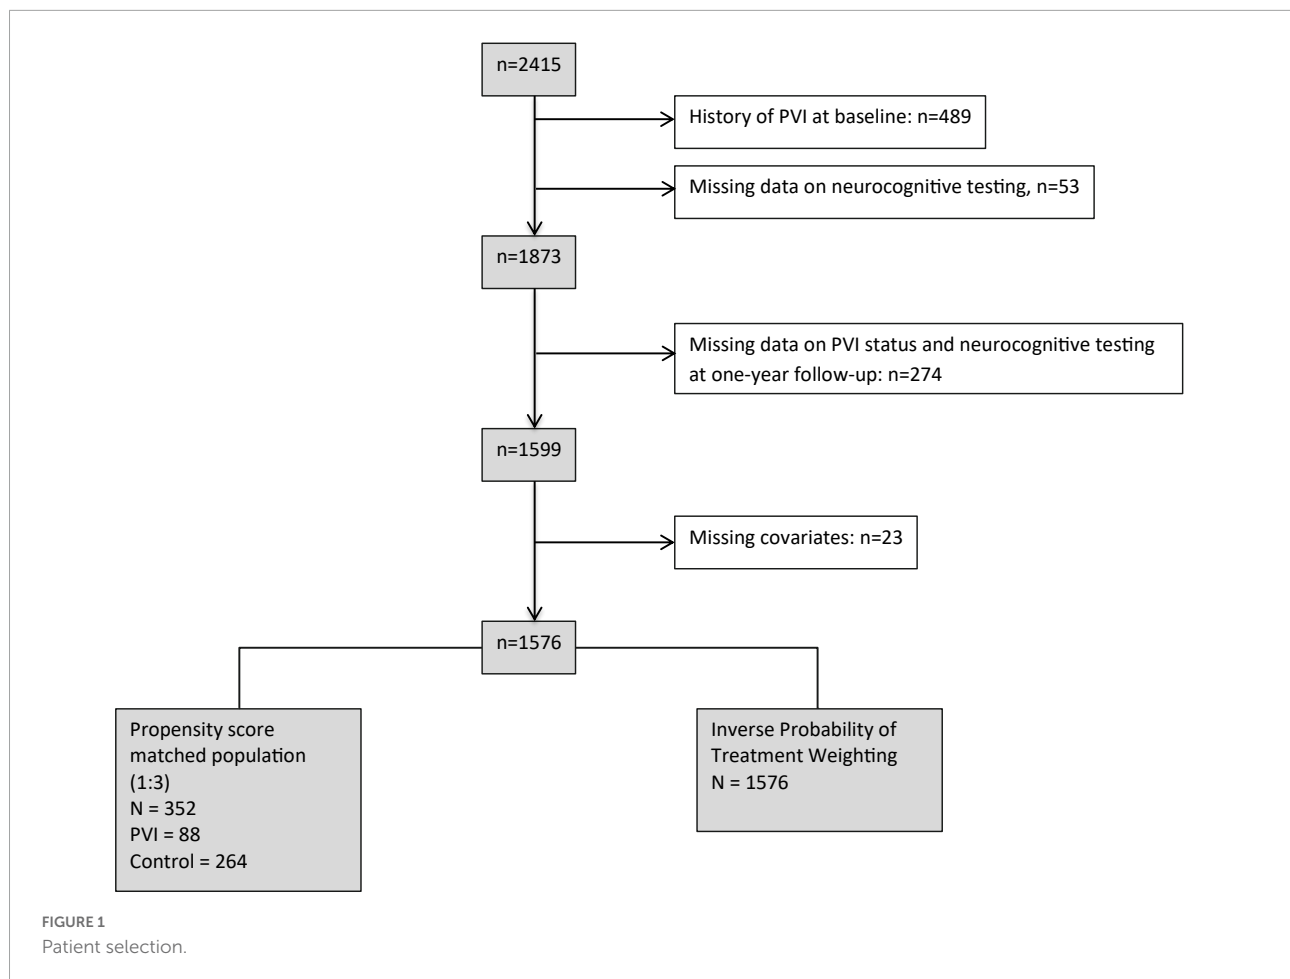 n=2415
History of PVI at baseline: n=489
Missing data on neurocognitive testing, n=53
n=1873
Missing data on PVI status and neurocognitive testing
at one-year follow-up: n=274
n=1599
Missing covariates: n=23
n=1576
Propensity score
matched population
(1:3)
N = 352
PVI = 88
Control = 264
Inverse Probability of
Treatment Weighting
N = 1576
FIGURE 1
Patient selection.